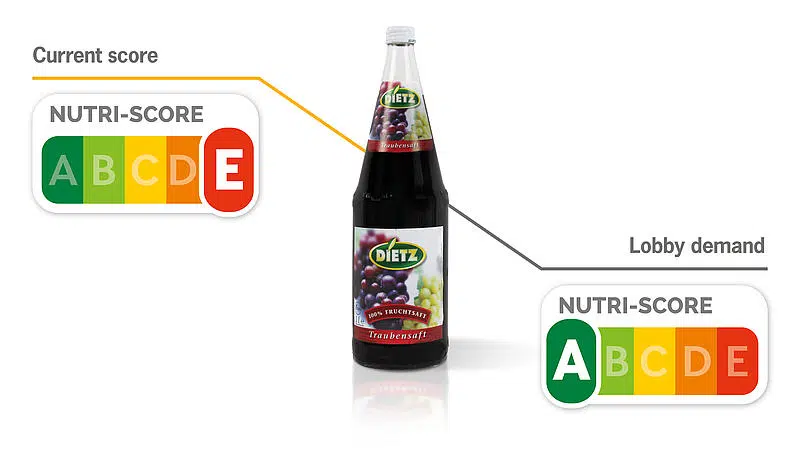 Current score
NUTRI-SCORE
A B C D E
DIETZ
Traubensaft
DIETZ
100% FRUCHTSAFT
Traubensaft
Lobby demand
NUTRI-SCORE
A B C D E